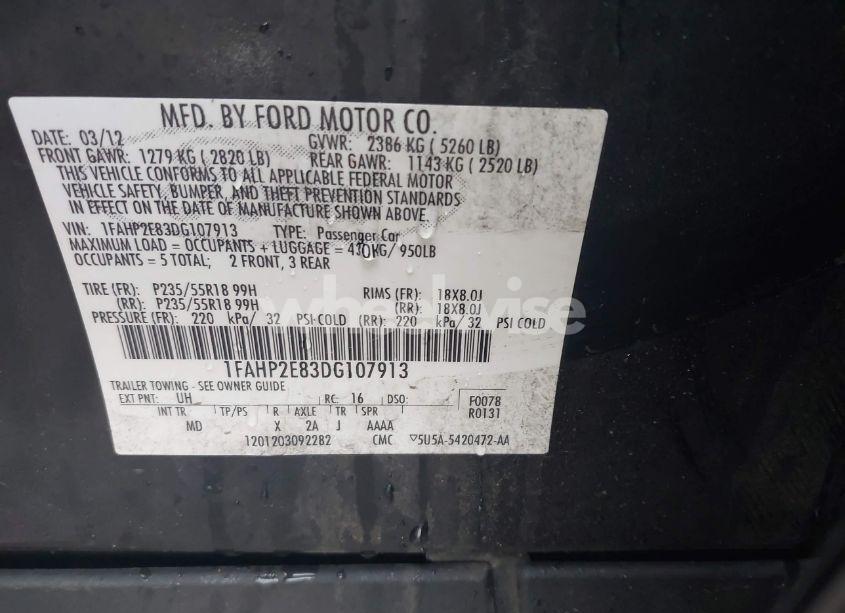 MFD. BY FORD MOTOR CO.
DATE: 03/12 GVWR: 2386 KG ( 5260 LB)
FRONT GAWR: 1279 KG ( 2820 LB) REAR GAWR: 1143 KG ( 2520 LB)
THIS VEHICLE CONFORMS TO ALL APPLICABLE FEDERAL MOTOR
VEHICLE SAFETY, BUMPER, AND THEFT PREVENTION STANDARDS
IN EFFECT ON THE DATE OF MANUFACTURE SHOWN ABOVE.
VIN: 1FAHP2E83DG107913 TYPE: Passenger Car
MAXIMUM LOAD = OCCUPANTS + LUGGAGE = 430KG/ 950LB
OCCUPANTS = 5 TOTAL; 2 FRONT, 3 REAR
TIRE (FR): P235/55R18 99H RIMS (FR): 18X8.0J
(RR): P235/55R18 99H (RR): 18X8.0J
PRESSURE (FR): 220 kPa/ 32 PSI-COLD (RR): 220 kPa/ 32 PSI COLD
wheelwise
1FAHP2E83DG107913
TRAILER TOWING - SEE OWNER GUIDE
EXT PNT: UH RC: 16 DSO: F0078
R0131
INT TR TP/PS R AXLE TR SPR
MD X 2A J AAAA
1201203092282 CMC 5U5A-5420472-AA